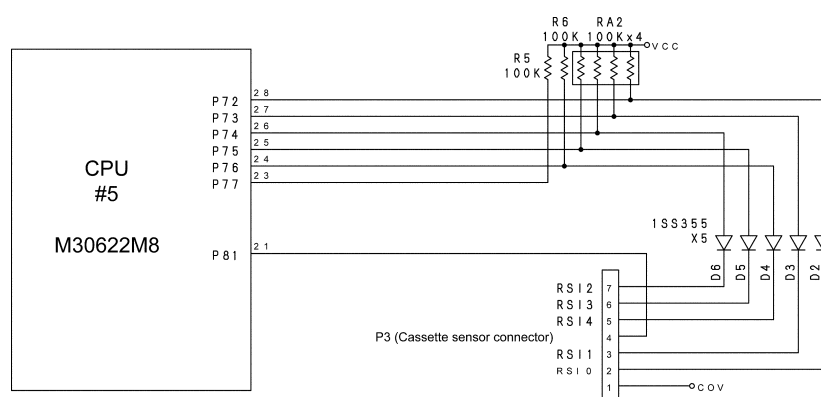 R6 RA2
100K 100Kx4
VCC
R5
100K
28
P72
27
P73
26
P74
25
P75
24
P76
23
P77
CPU
#5
M30622M8
21
P81
1SS355
X5
D6 D5 D4 D3 D2
RSI2 7
RSI3 6
RSI4 5
P3 (Cassette sensor connector) 4
RSI1 3
RSI0 2
1 COV